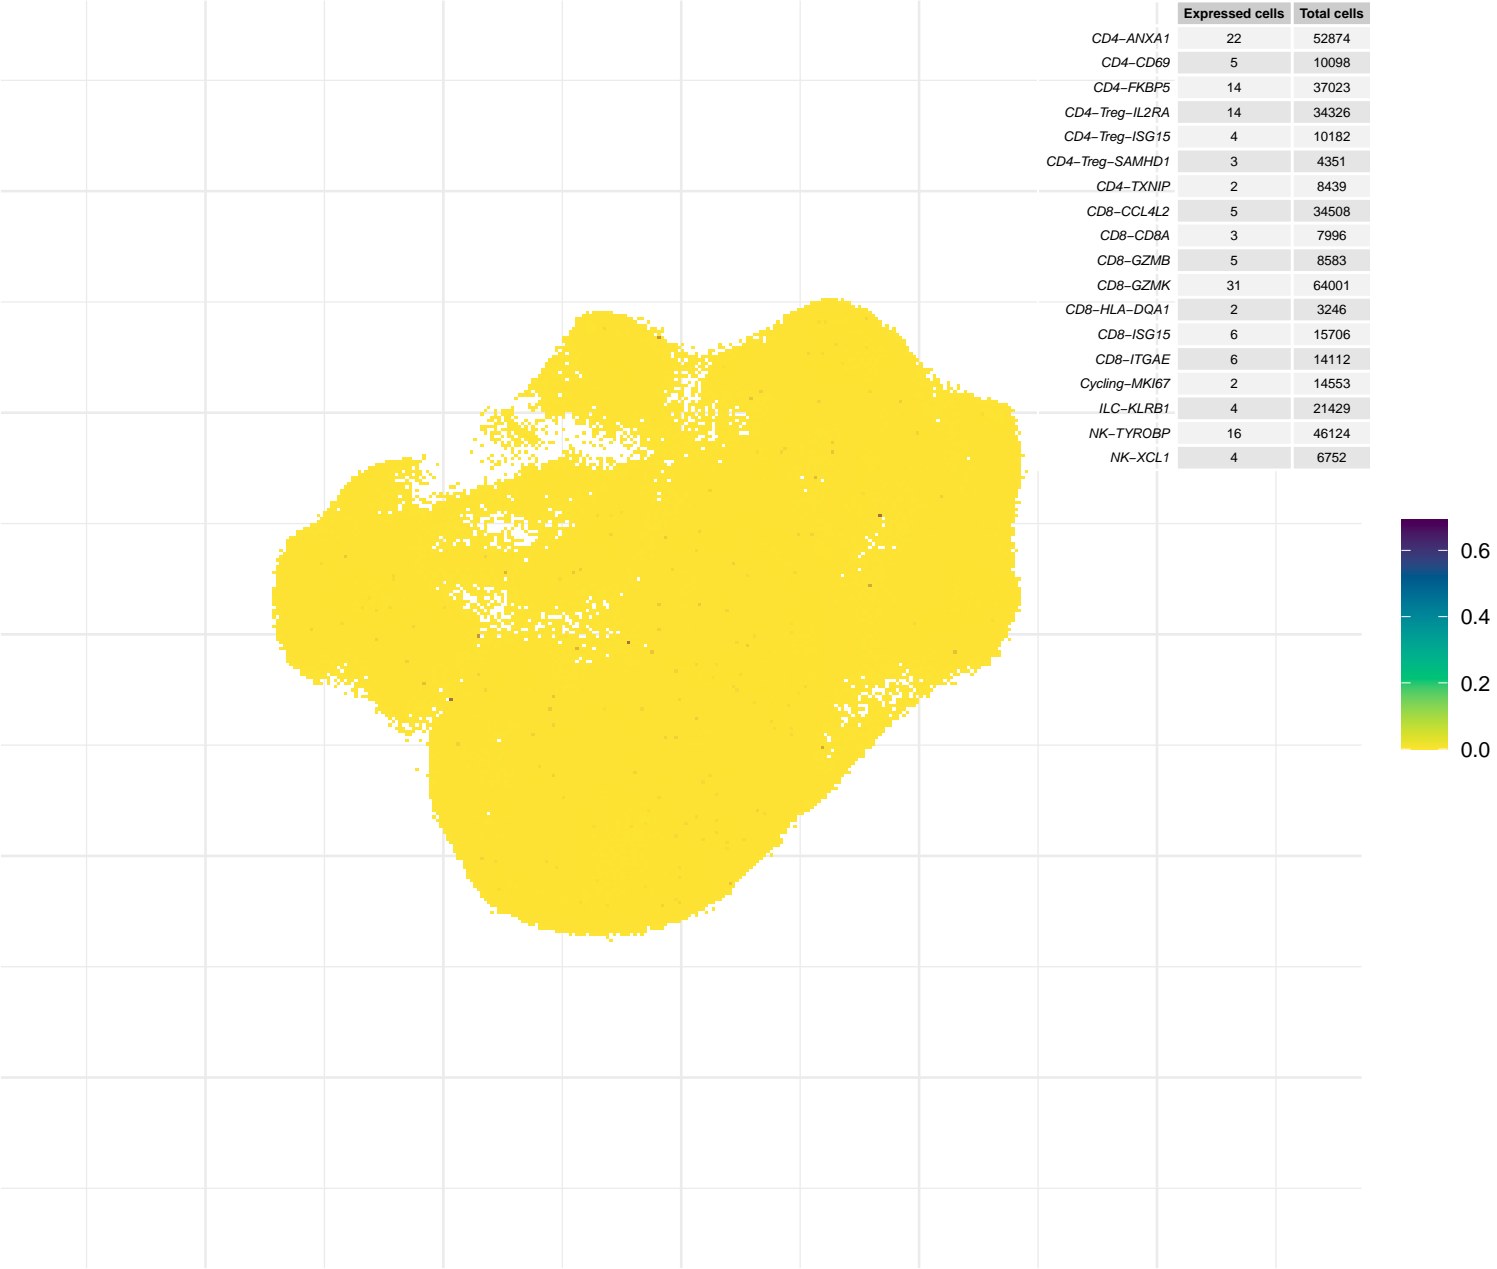 Expressed cells Total cells
CD4−ANXA1 22 52874
CD4−CD69 5 10098
CD4−FKBP5 14 37023
CD4−Treg−IL2RA 14 34326
CD4−Treg−ISG15 4 10182
CD4−Treg−SAMHD1 3 4351
CD4−TXNIP 2 8439
CD8−CCL4L2 5 34508
CD8−CD8A 3 7996
CD8−GZMB 5 8583
CD8−GZMK 31 64001
CD8−HLA−DQA1 2 3246
CD8−ISG15 6 15706
CD8−ITGAE 6 14112
Cycling−MKI67 2 14553
ILC−KLRB1 4 21429
NK−TYROBP 16 46124
NK−XCL1 4 6752
0.6
0.4
0.2
0.0